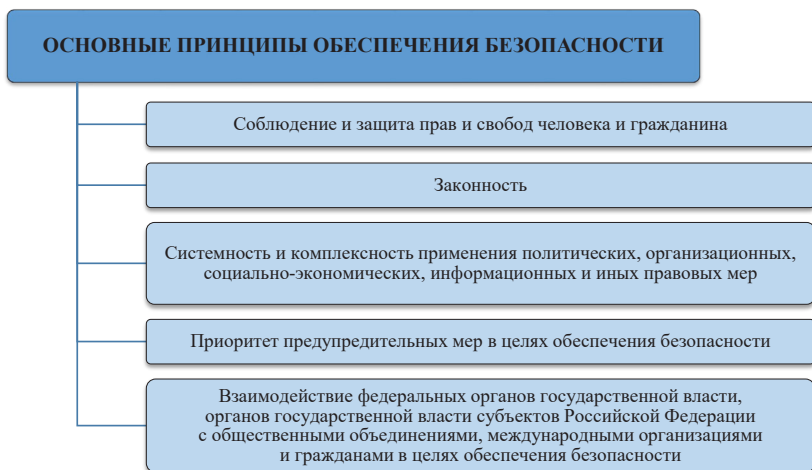 ОСНОВНЫЕ ПРИНЦИПЫ ОБЕСПЕЧЕНИЯ БЕЗОПАСНОСТИ
Соблюдение и защита прав и свобод человека и гражданина
Законность
Системность и комплексность применения политических, организационных,
социально-экономических, информационных и иных правовых мер
Приоритет предупредительных мер в целях обеспечения безопасности
Взаимодействие федеральных органов государственной власти,
органов государственной власти субъектов Российской Федерации
с общественными объединениями, международными организациями
и гражданами в целях обеспечения безопасности